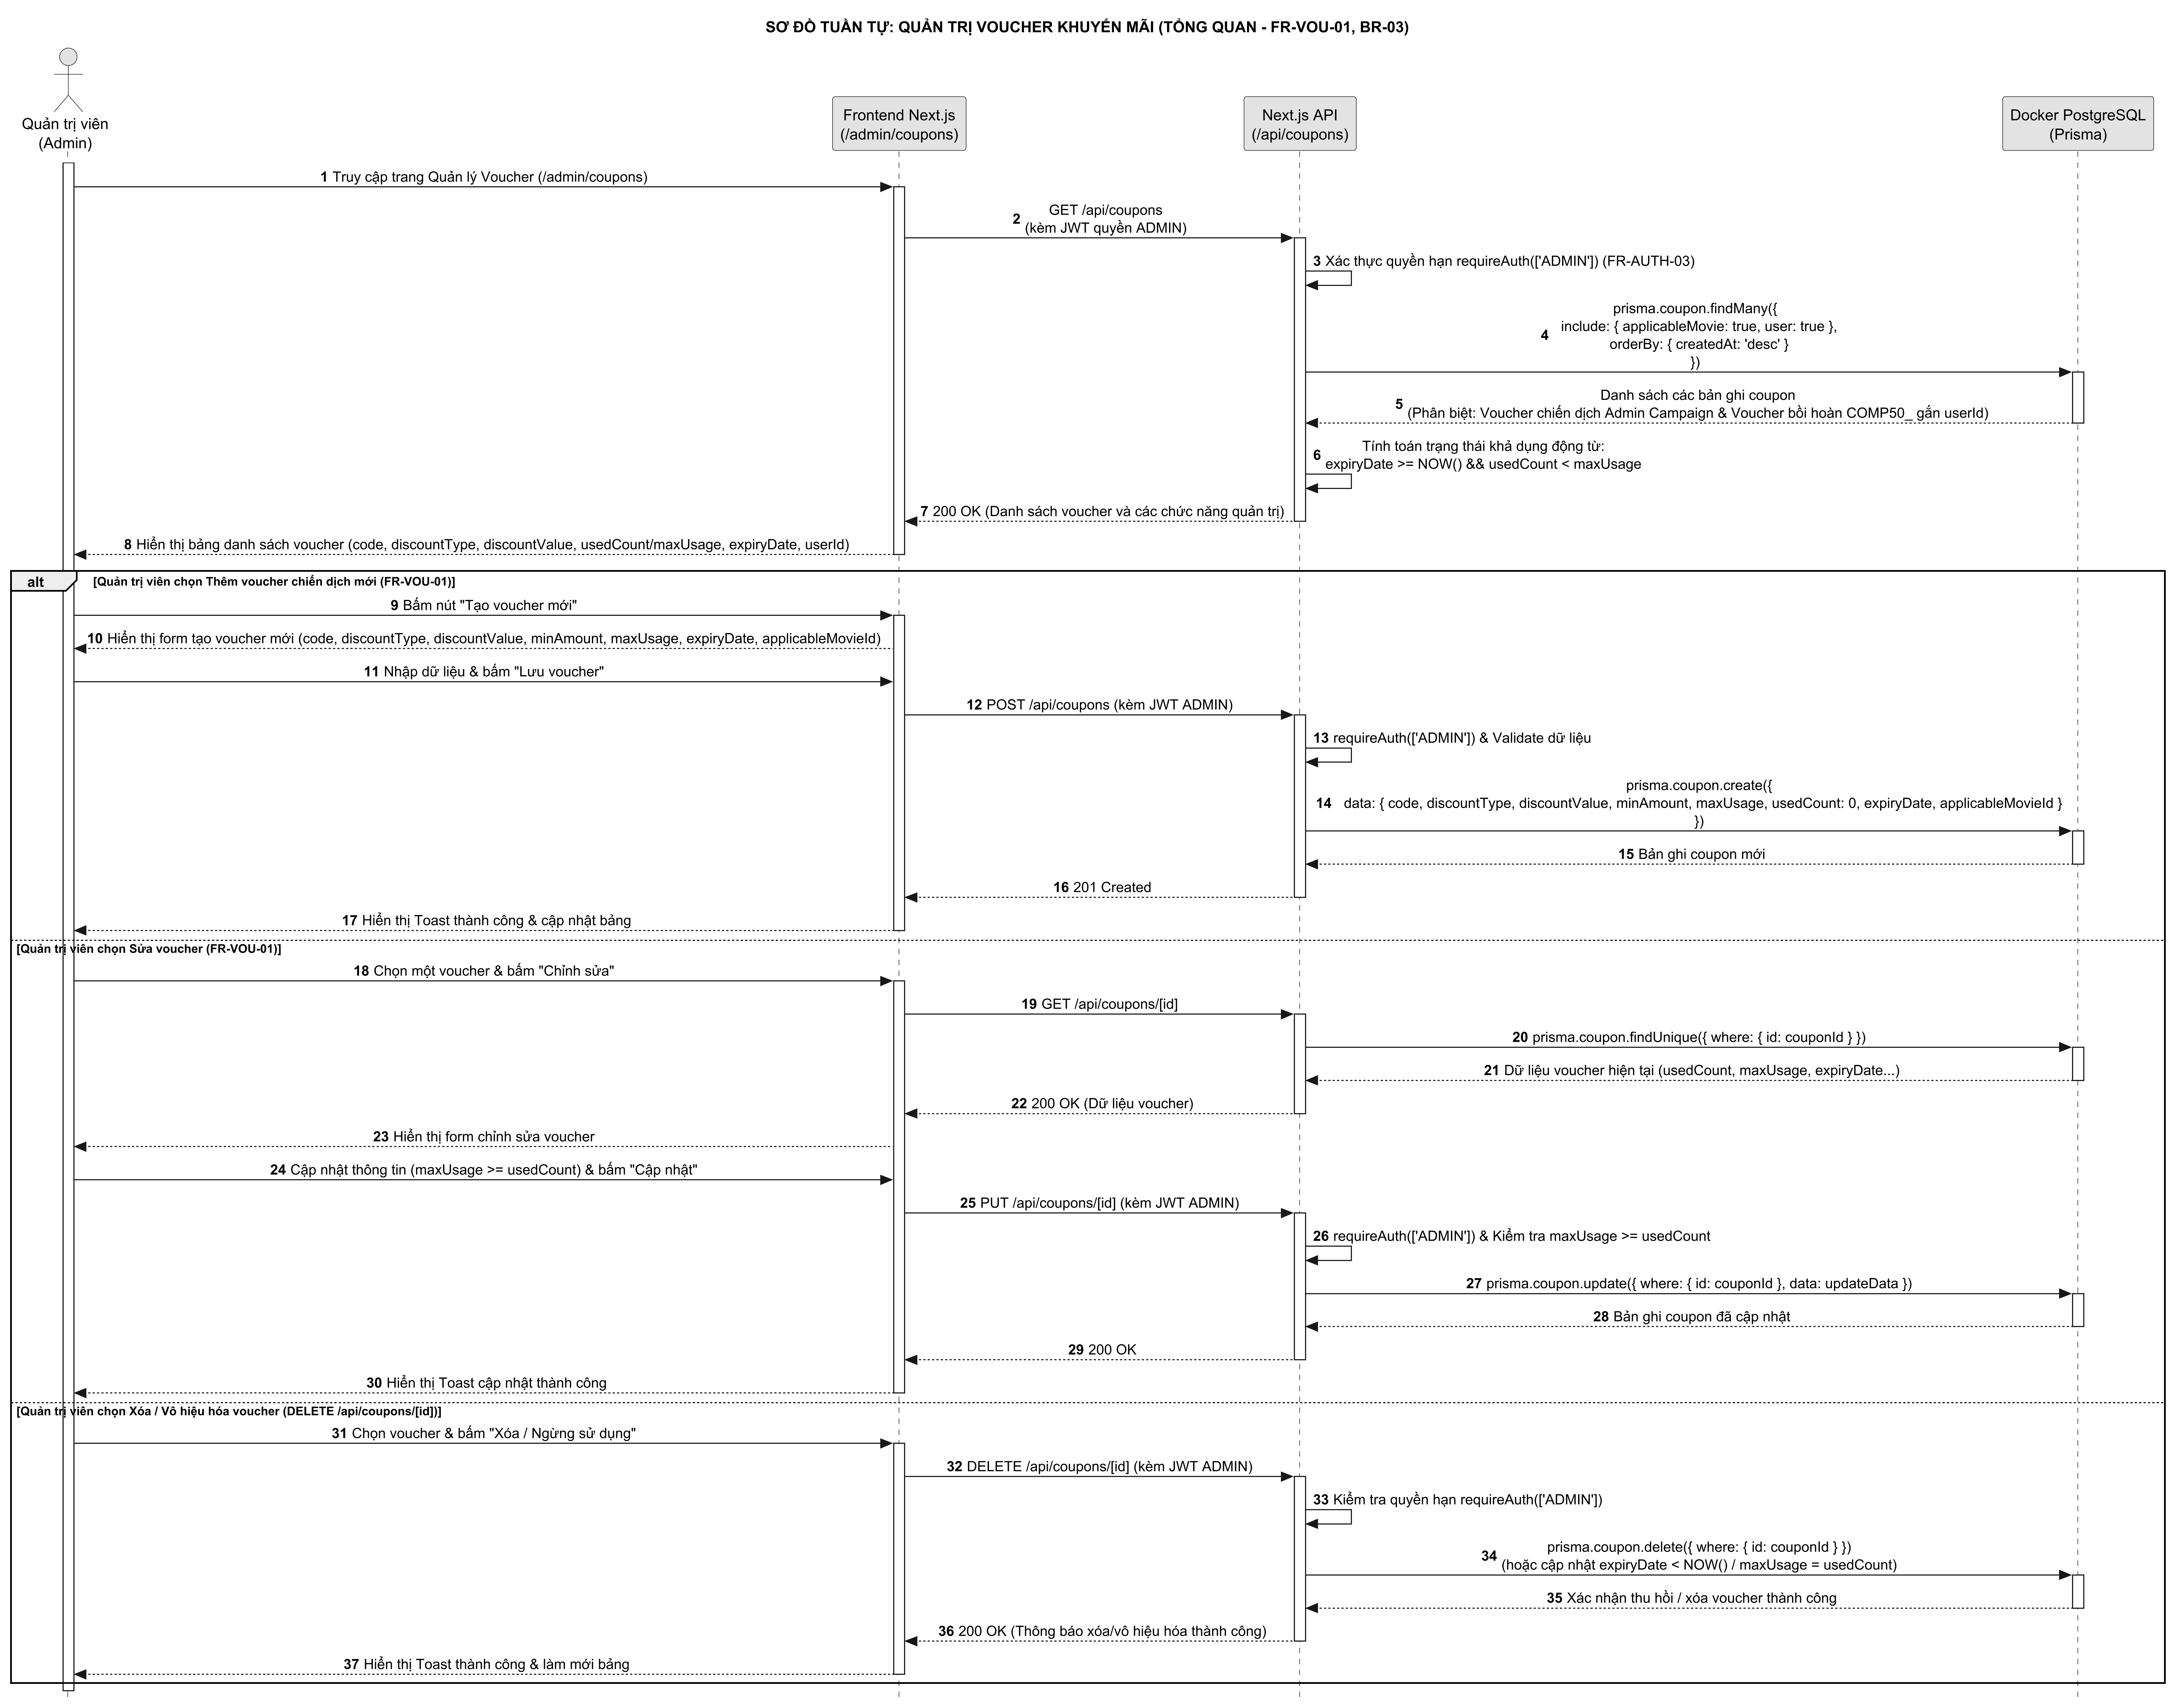 SƠ ĐỒ TUẦN TỰ: QUẢN TRỊ VOUCHER KHUYẾN MÃI (TỔNG QUAN - FR-VOU-01, BR-03)
Quản trị viên
(Admin)
Frontend Next.js
(/admin/coupons)
Next.js API
(/api/coupons)
Docker PostgreSQL
(Prisma)
1 Truy cập trang Quản lý Voucher (/admin/coupons)
2 GET /api/coupons
(kèm JWT quyền ADMIN)
3 Xác thực quyền hạn requireAuth(['ADMIN']) (FR-AUTH-03)
4 prisma.coupon.findMany({
include: { applicableMovie: true, user: true },
orderBy: { createdAt: 'desc' }
})
5 Danh sách các bản ghi coupon
(Phân biệt: Voucher chiến dịch Admin Campaign & Voucher bồi hoàn COMP50_ gắn userId)
6 Tính toán trạng thái khả dụng động từ:
expiryDate >= NOW() && usedCount < maxUsage
7 200 OK (Danh sách voucher và các chức năng quản trị)
8 Hiển thị bảng danh sách voucher (code, discountType, discountValue, usedCount/maxUsage, expiryDate, userId)
alt [Quản trị viên chọn Thêm voucher chiến dịch mới (FR-VOU-01)]
9 Bấm nút "Tạo voucher mới"
10 Hiển thị form tạo voucher mới (code, discountType, discountValue, minAmount, maxUsage, expiryDate, applicableMovieId)
11 Nhập dữ liệu & bấm "Lưu voucher"
12 POST /api/coupons (kèm JWT ADMIN)
13 requireAuth(['ADMIN']) & Validate dữ liệu
14 prisma.coupon.create({
data: { code, discountType, discountValue, minAmount, maxUsage, usedCount: 0, expiryDate, applicableMovieId }
})
15 Bản ghi coupon mới
16 201 Created
17 Hiển thị Toast thành công & cập nhật bảng
[Quản trị viên chọn Sửa voucher (FR-VOU-01)]
18 Chọn một voucher & bấm "Chỉnh sửa"
19 GET /api/coupons/[id]
20 prisma.coupon.findUnique({ where: { id: couponId } })
21 Dữ liệu voucher hiện tại (usedCount, maxUsage, expiryDate...)
22 200 OK (Dữ liệu voucher)
23 Hiển thị form chỉnh sửa voucher
24 Cập nhật thông tin (maxUsage >= usedCount) & bấm "Cập nhật"
25 PUT /api/coupons/[id] (kèm JWT ADMIN)
26 requireAuth(['ADMIN']) & Kiểm tra maxUsage >= usedCount
27 prisma.coupon.update({ where: { id: couponId }, data: updateData })
28 Bản ghi coupon đã cập nhật
29 200 OK
30 Hiển thị Toast cập nhật thành công
[Quản trị viên chọn Xóa / Vô hiệu hóa voucher (DELETE /api/coupons/[id])]
31 Chọn voucher & bấm "Xóa / Ngừng sử dụng"
32 DELETE /api/coupons/[id] (kèm JWT ADMIN)
33 Kiểm tra quyền hạn requireAuth(['ADMIN'])
34 prisma.coupon.delete({ where: { id: couponId } })
(hoặc cập nhật expiryDate < NOW() / maxUsage = usedCount)
35 Xác nhận thu hồi / xóa voucher thành công
36 200 OK (Thông báo xóa/vô hiệu hóa thành công)
37 Hiển thị Toast thành công & làm mới bảng